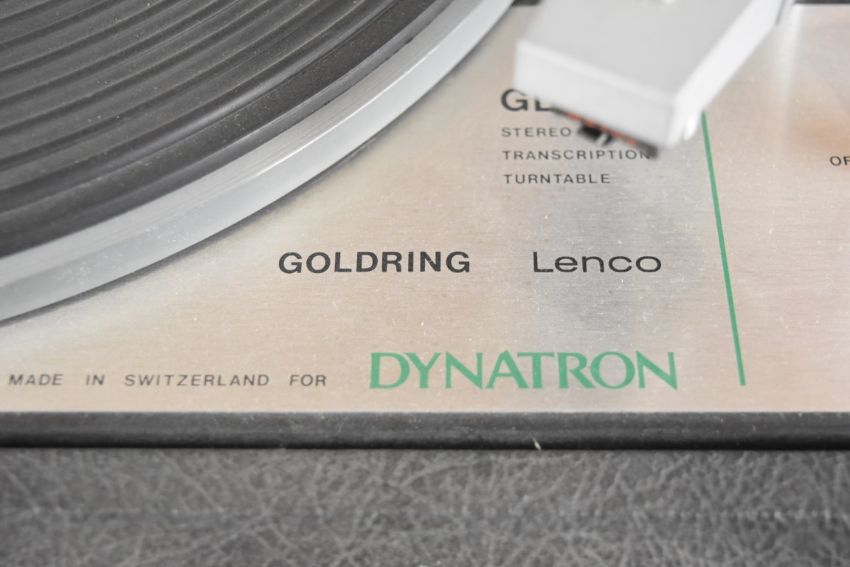 STEREO
TRANSCRIPTION
TURNTABLE
GOLDRING Lenco
MADE IN SWITZERLAND FOR DYNATRON